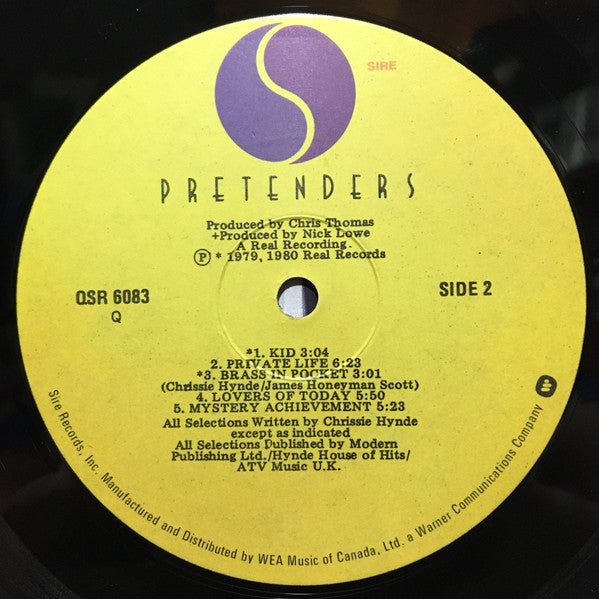 SIRE
PRETENDERS
Produced by Chris Thomas
+Produced by Nick Lowe
A Real Recording.
Ⓟ * 1979, 1980 Real Records
QSR 6083
Q
SIDE 2
*1. KID 3:04
2. PRIVATE LIFE 6:23
*3. BRASS IN POCKET 3:01
(Chrissie Hynde/James Honeyman Scott)
4. LOVERS OF TODAY 5:50
5. MYSTERY ACHIEVEMENT 5:23
All Selections Written by Chrissie Hynde
except as indicated
All Selections Published by Modern
Publishing Ltd./Hynde House of Hits/
ATV Music U.K.
Sire Records, Inc. Manufactured and Distributed by WEA Music of Canada, Ltd. a Warner Communications Company